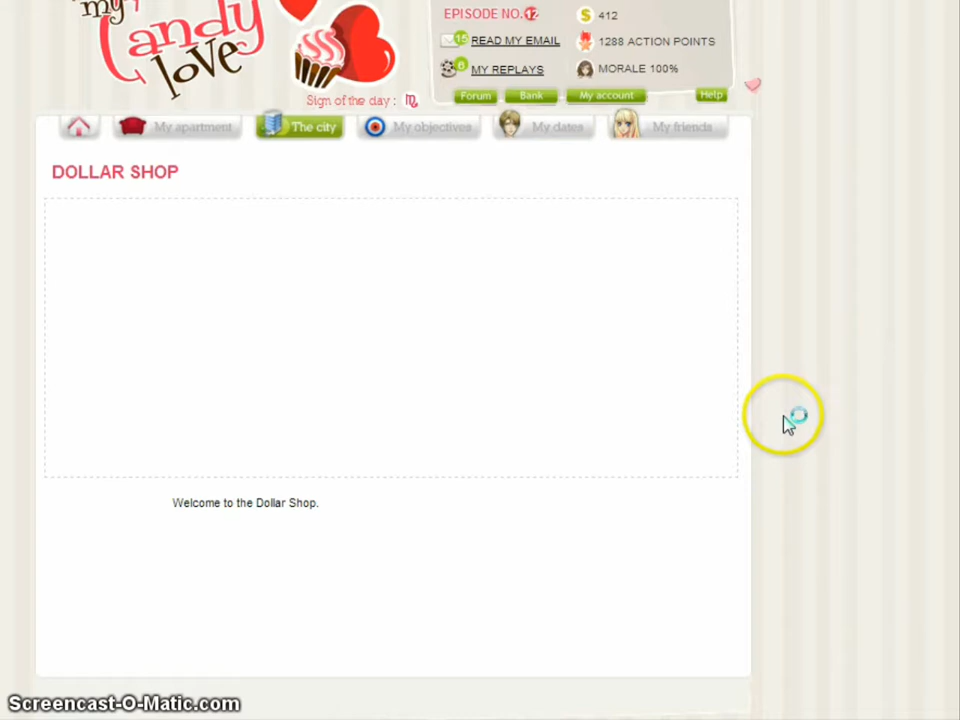 my
Candy
love
EPISODE NO.12
412
15 READ MY EMAIL
1288 ACTION POINTS
6 MY REPLAYS
MORALE 100%
Sign of the day : ♏
Forum
Bank
My account
Help
My apartment
The city
My objectives
My dates
My friends
DOLLAR SHOP
Welcome to the Dollar Shop.
Screencast-O-Matic.com